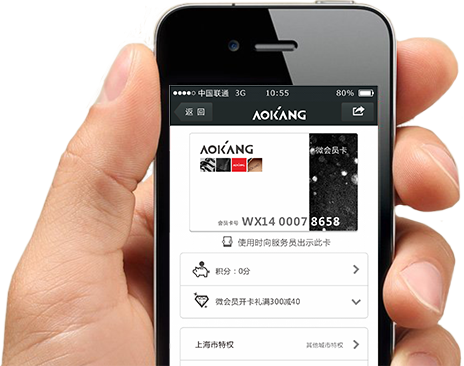 中国联通 3G 10:55 80%
返 回 AOKANG
AOKANG 微会员卡
AOKANG
会员卡号 WX14 0007 8658
使用时向服务员出示此卡
积分：0分
微会员开卡礼满300减40
上海市特权 其他城市特权